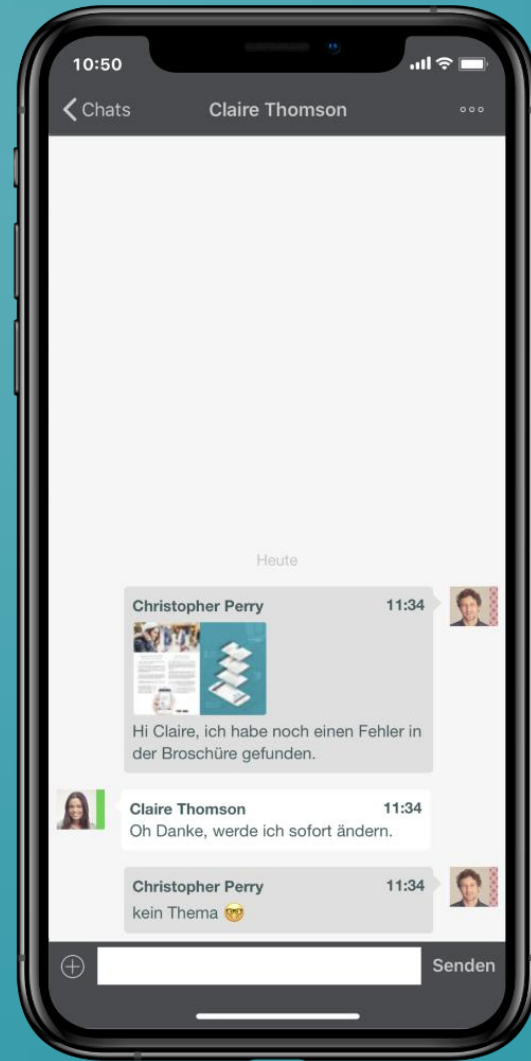 10:50
Chats
Claire Thomson
Heute
Christopher Perry 11:34
Hi Claire, ich habe noch einen Fehler in
der Broschüre gefunden.
Claire Thomson 11:34
Oh Danke, werde ich sofort ändern.
Christopher Perry 11:34
kein Thema 🤓
Senden